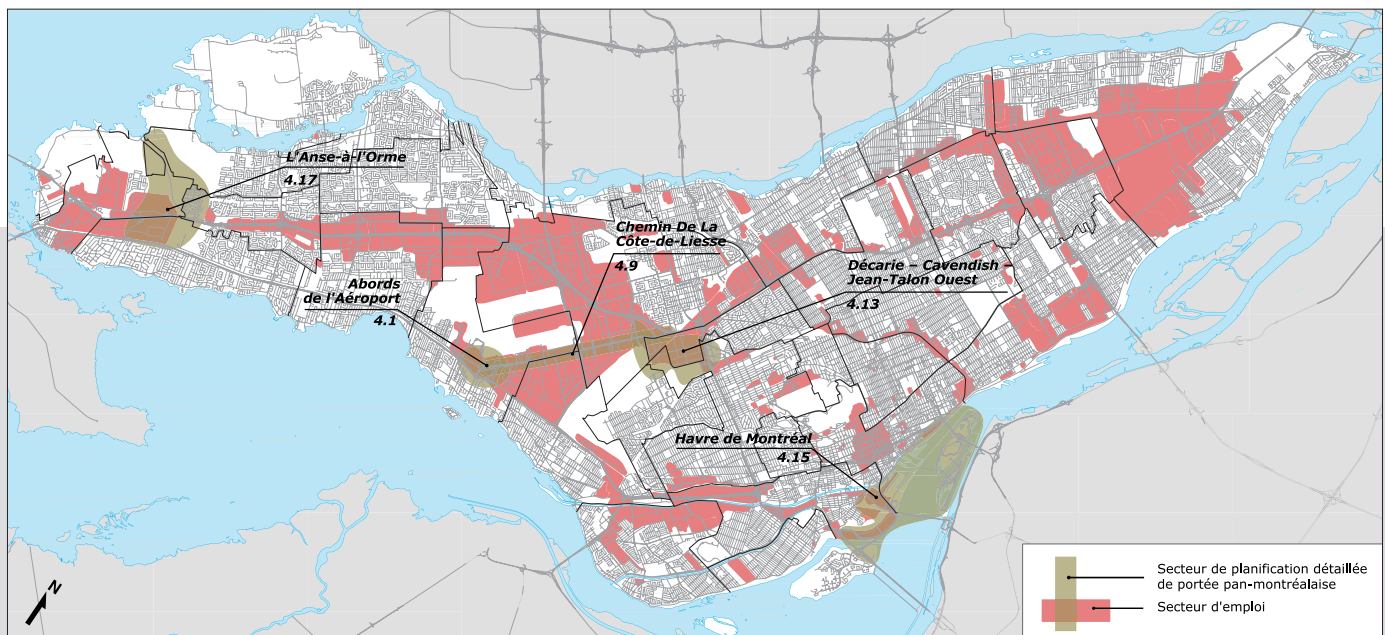 L'Anse-à-l'Orme
4.17
Chemin De La
Côte-de-Liesse
4.9
Abords
de l'Aéroport
4.1
Décarie – Cavendish –
Jean-Talon Ouest
4.13
Havre de Montréal
4.15
N
Secteur de planification détaillée
de portée pan-montréalaise
Secteur d'emploi